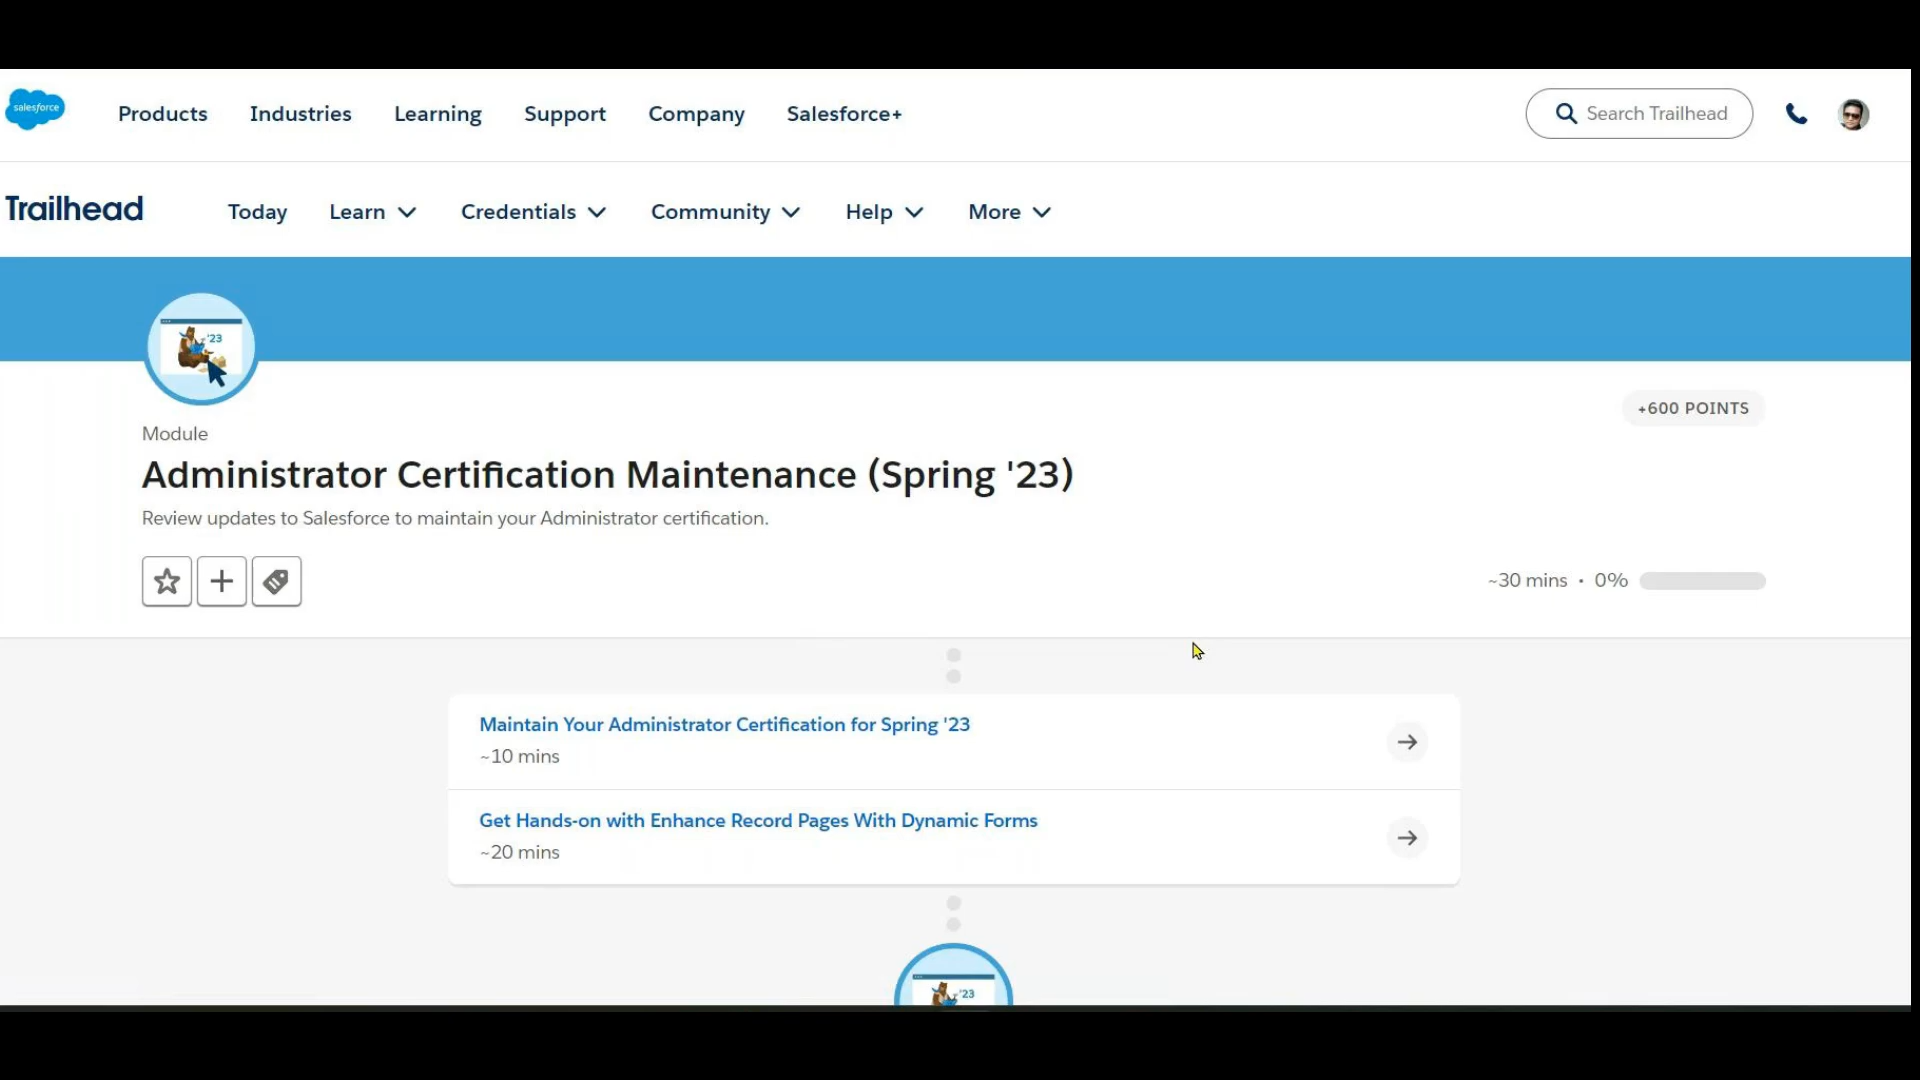 salesforce
Products Industries Learning Support Company Salesforce+ Search Trailhead
Trailhead Today Learn Credentials Community Help More
'23
+600 POINTS
Module
Administrator Certification Maintenance (Spring '23)
Review updates to Salesforce to maintain your Administrator certification.
~30 mins • 0%
Maintain Your Administrator Certification for Spring '23
~10 mins
Get Hands-on with Enhance Record Pages With Dynamic Forms
~20 mins
'23